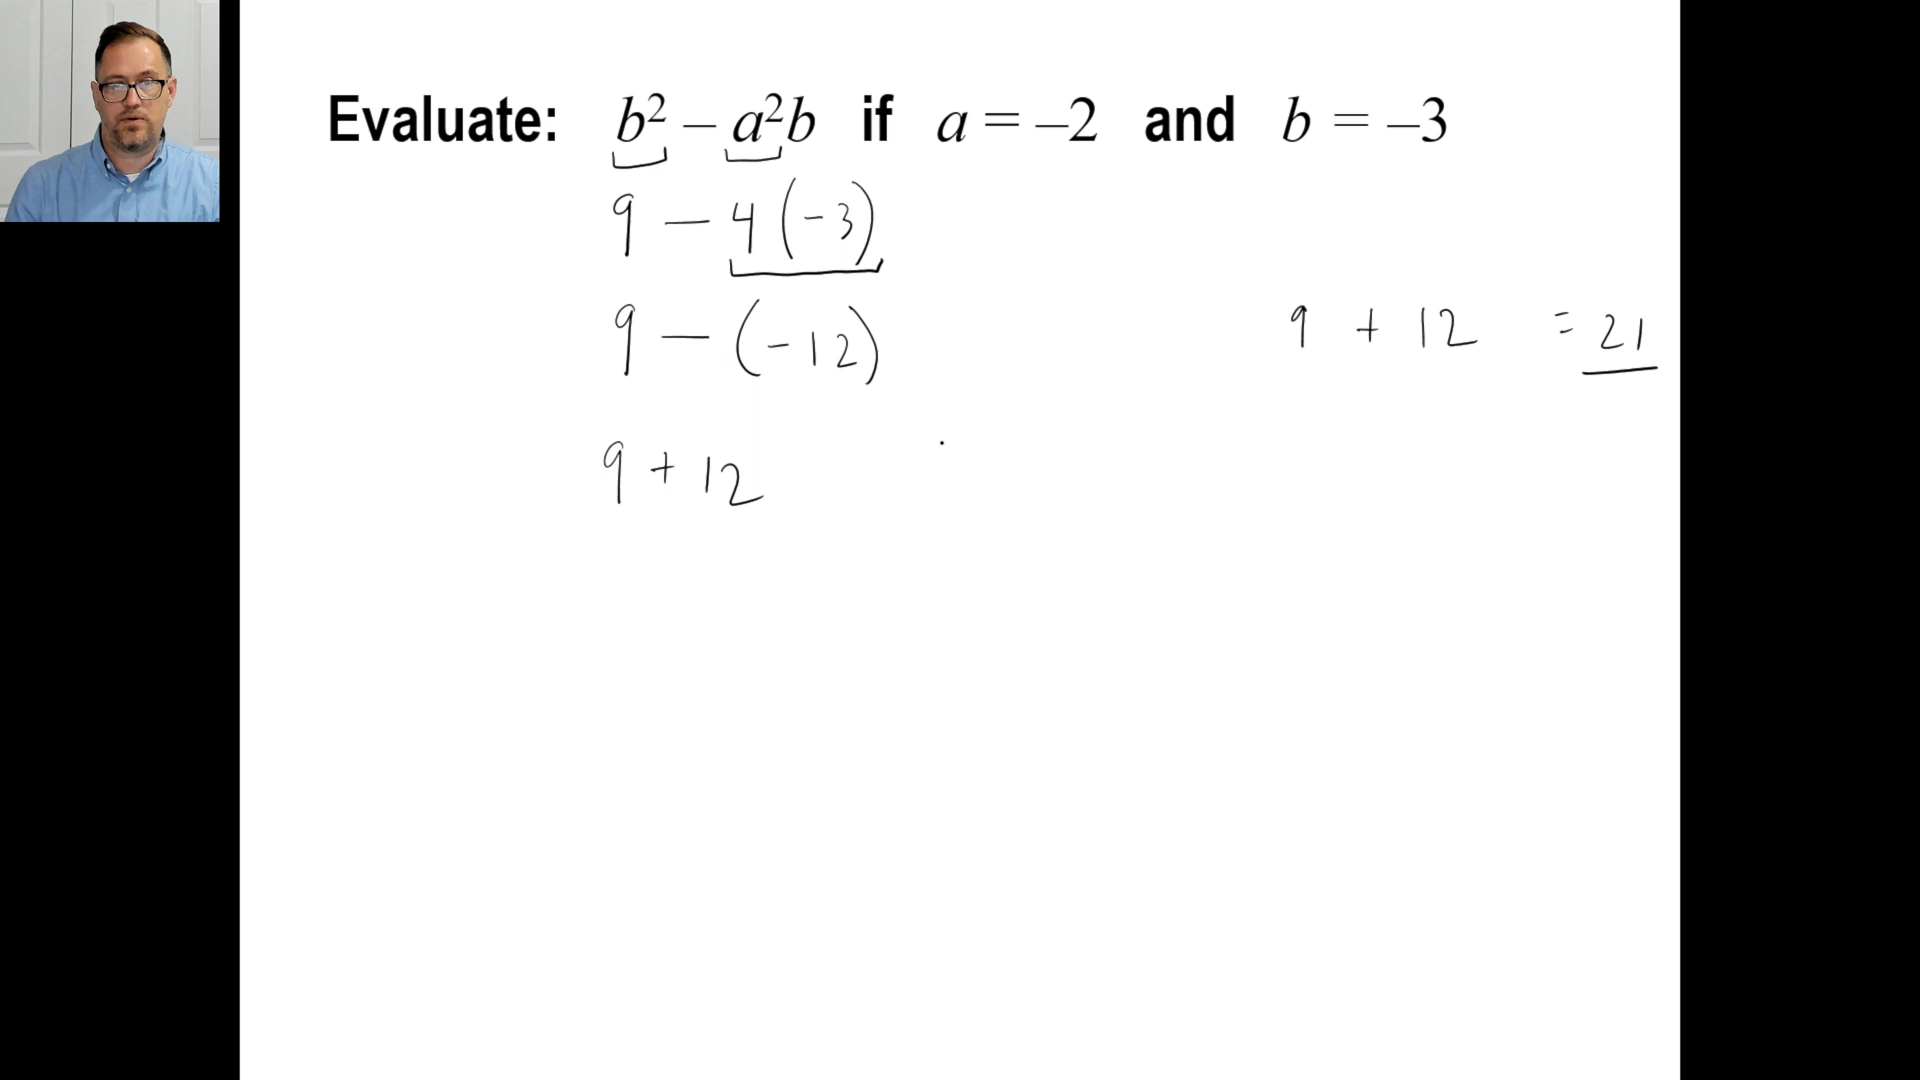 Evaluate: b² – a²b if a = –2 and b = –3
9 – 4(-3)
9 – (-12)
9 + 12 = 21
9 + 12